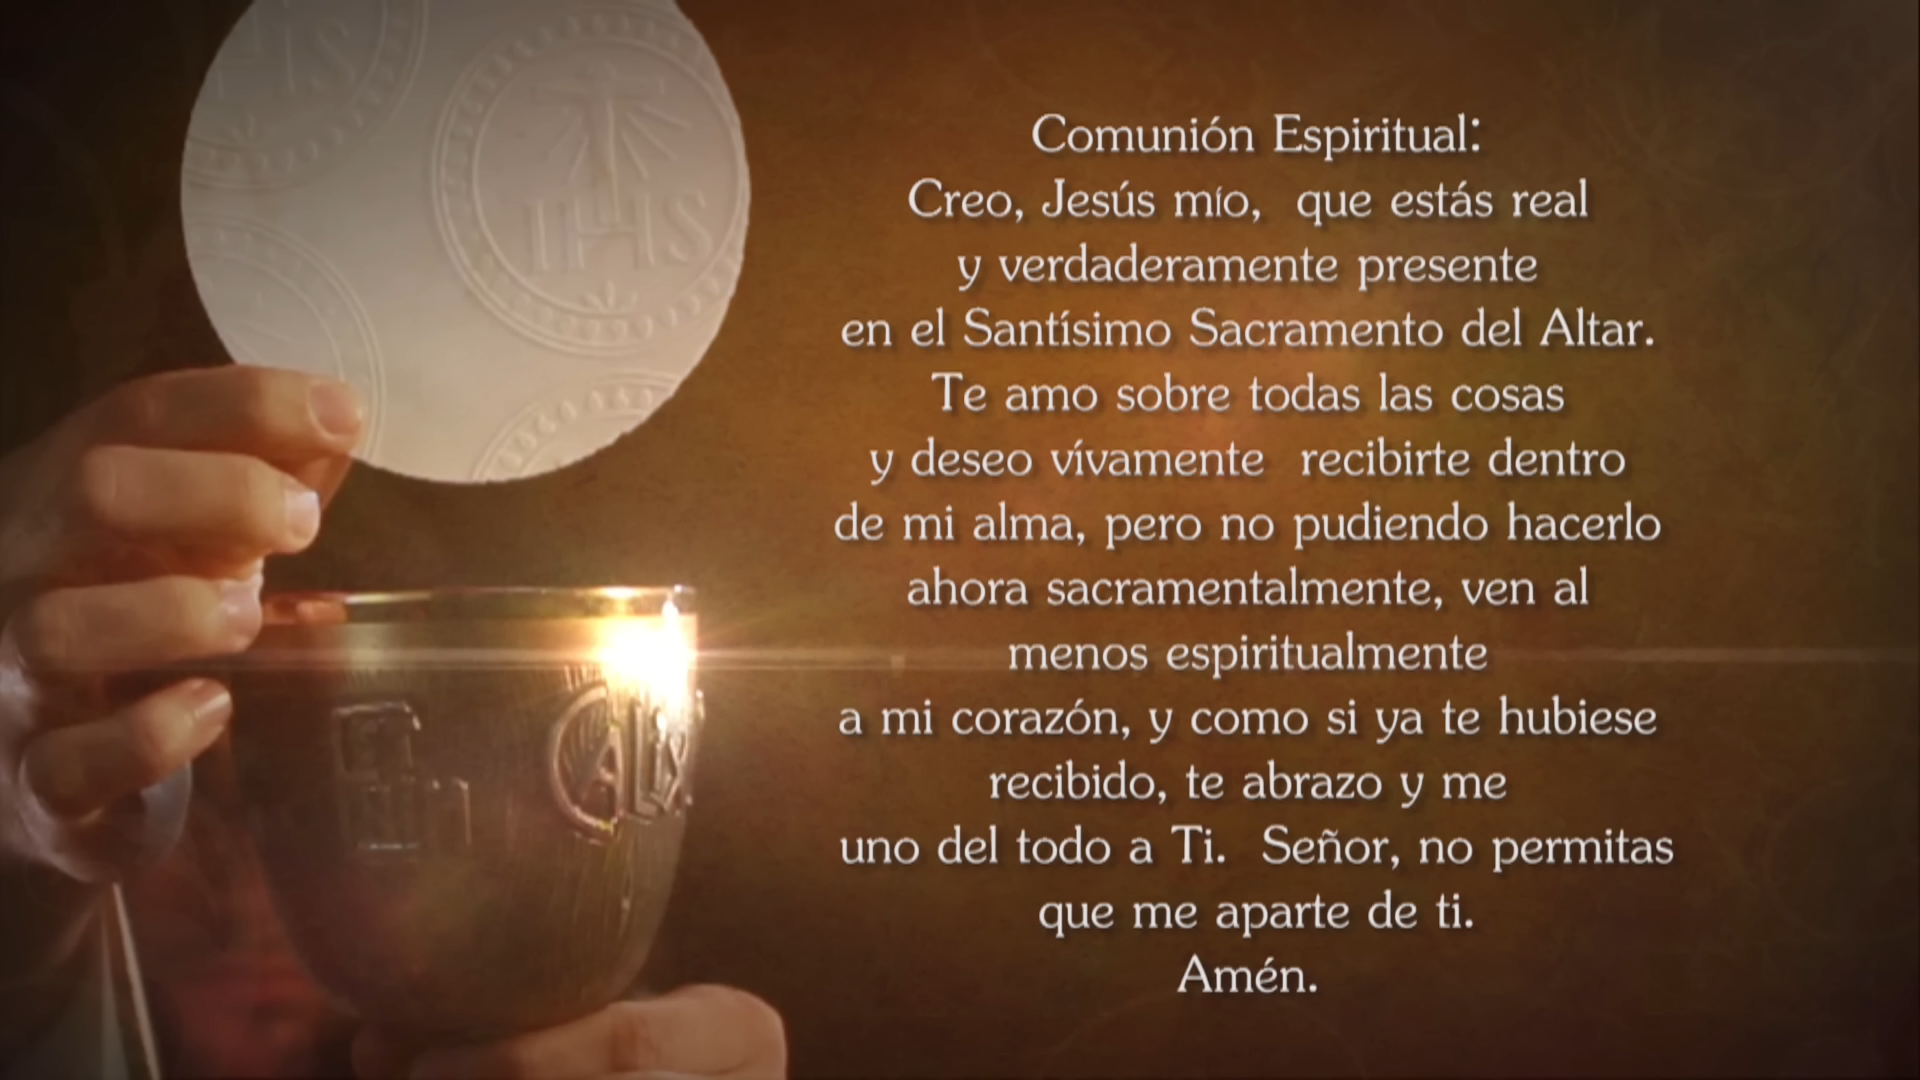 IHS
HS
Comunión Espiritual:
Creo, Jesús mío, que estás real
y verdaderamente presente
en el Santísimo Sacramento del Altar.
Te amo sobre todas las cosas
y deseo vívamente recibirte dentro
de mi alma, pero no pudiendo hacerlo
ahora sacramentalmente, ven al
menos espiritualmente
a mi corazón, y como si ya te hubiese
recibido, te abrazo y me
uno del todo a Ti. Señor, no permitas
que me aparte de ti.
Amén.
CALIX